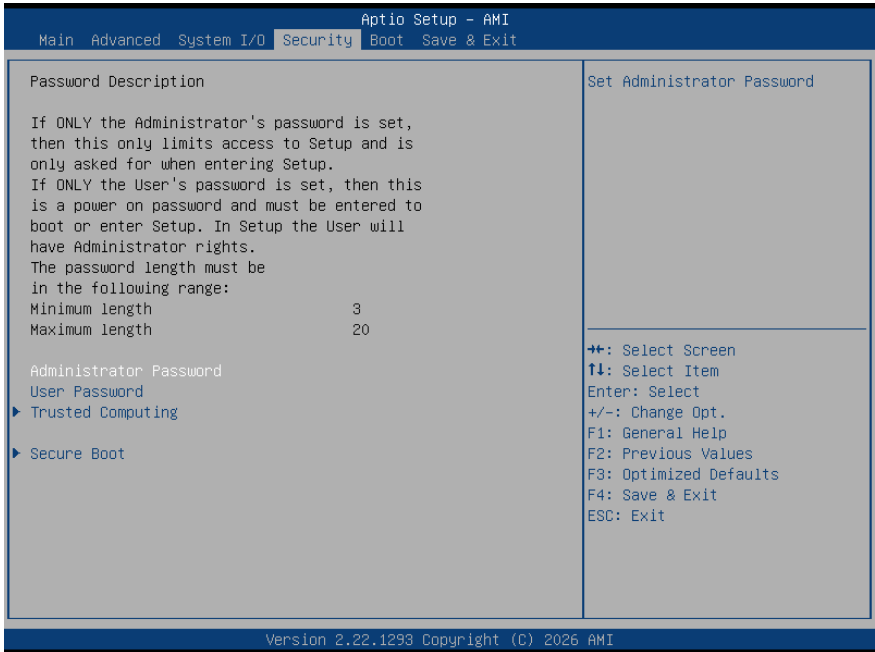 Aptio Setup - AMI
Main Advanced System I/O Security Boot Save & Exit
Password Description
If ONLY the Administrator's password is set,
then this only limits access to Setup and is
only asked for when entering Setup.
If ONLY the User's password is set, then this
is a power on password and must be entered to
boot or enter Setup. In Setup the User will
have Administrator rights.
The password length must be
in the following range:
Minimum length 3
Maximum length 20
Administrator Password
User Password
Trusted Computing
Secure Boot
Set Administrator Password
→←: Select Screen
↑↓: Select Item
Enter: Select
+/-: Change Opt.
F1: General Help
F2: Previous Values
F3: Optimized Defaults
F4: Save & Exit
ESC: Exit
Version 2.22.1293 Copyright (C) 2026 AMI